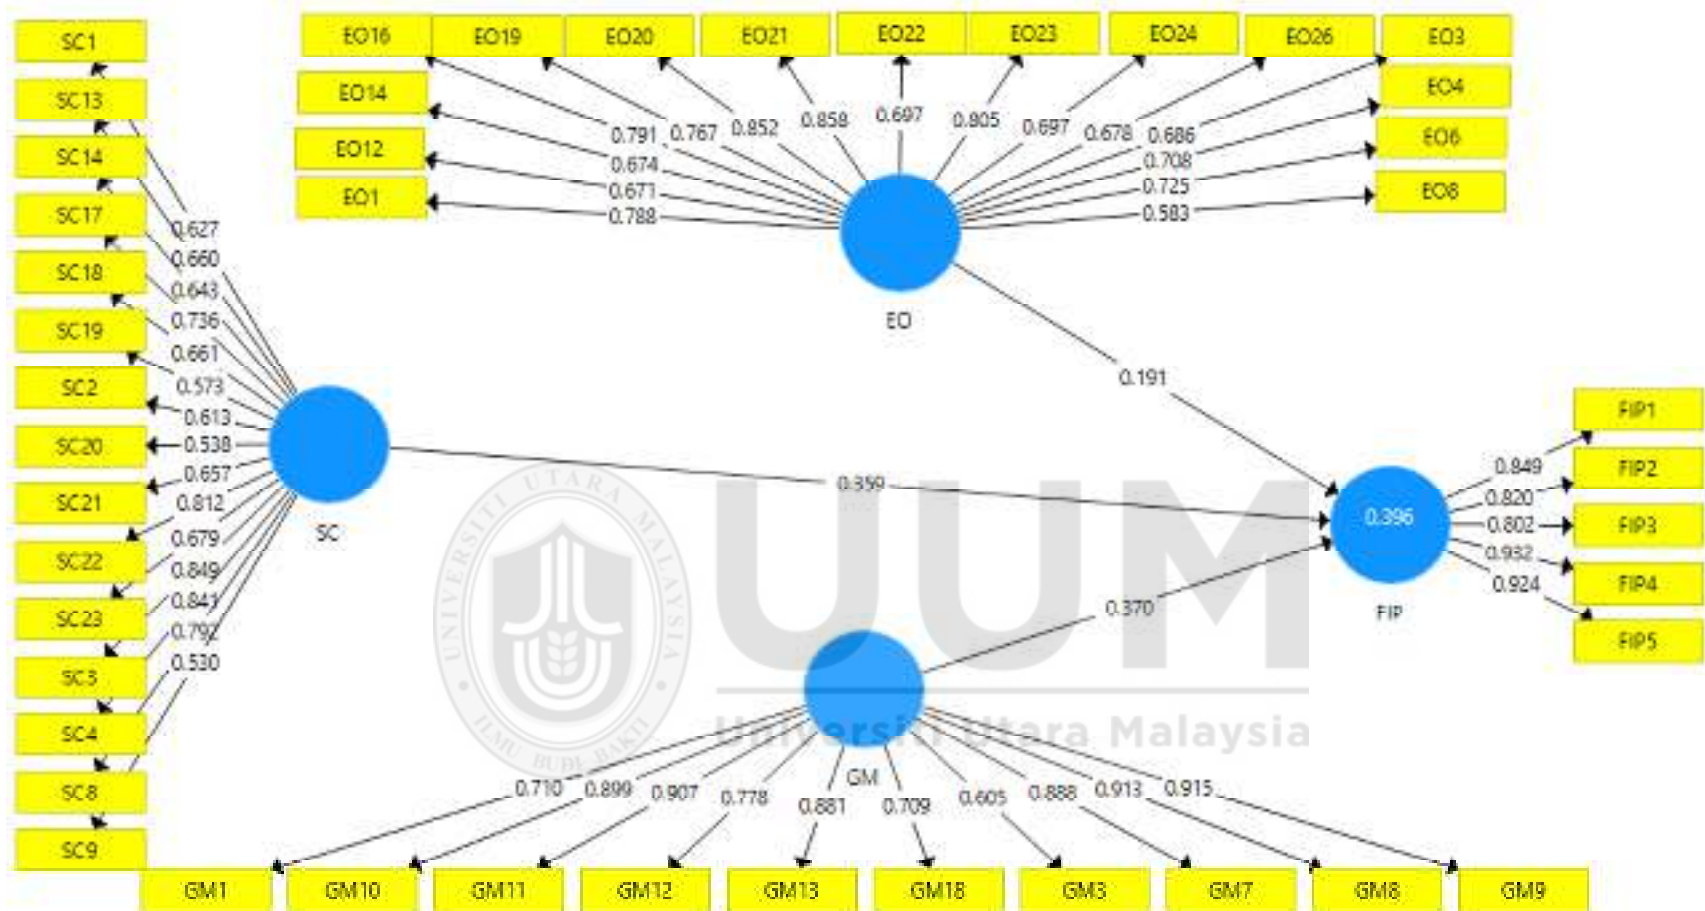 SC1
SC13
SC14
SC17
SC18
SC19
SC2
SC20
SC21
SC22
SC23
SC3
SC4
SC8
SC9
0.627
0.660
0.643
0.736
0.661
0.573
0.613
0.538
0.657
0.812
0.679
0.849
0.841
0.792
0.530
SC
EO16
EO19
EO20
EO21
EO22
EO23
EO24
EO26
EO3
EO14
EO12
EO1
EO4
EO6
EO8
0.791
0.767
0.852
0.858
0.697
0.805
0.697
0.678
0.686
0.674
0.671
0.788
0.708
0.725
0.583
EO
0.191
0.359
0.370
0.396
FIP
FIP1
FIP2
FIP3
FIP4
FIP5
0.849
0.820
0.802
0.932
0.924
UNIVERSITI UTARA MALAYSIA
ILMU BUDI BAKTI
UUM
Universiti Utara Malaysia
GM
0.710
0.899
0.907
0.778
0.881
0.709
0.605
0.888
0.913
0.915
GM1
GM10
GM11
GM12
GM13
GM18
GM3
GM7
GM8
GM9